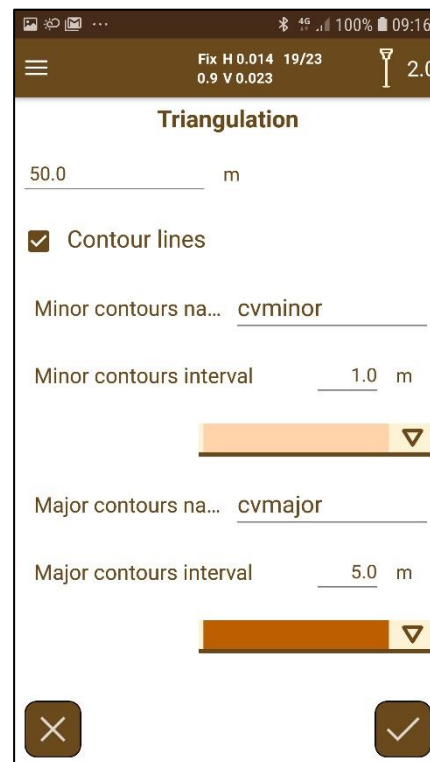 4G 100% 09:16
Fix H 0.014 19/23
0.9 V 0.023
2.0
Triangulation
50.0 m
Contour lines
Minor contours na... cvminor
Minor contours interval 1.0 m
Major contours na... cvmajor
Major contours interval 5.0 m